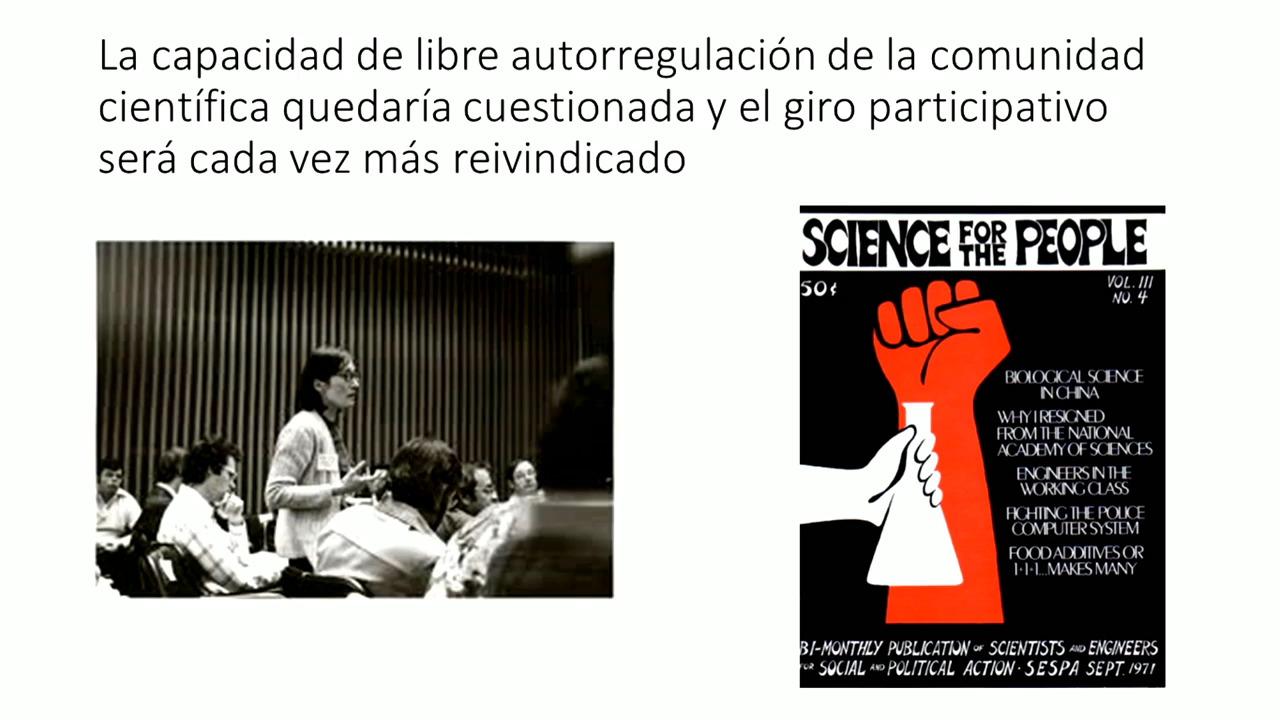 La capacidad de libre autorregulación de la comunidad
científica quedaría cuestionada y el giro participativo
será cada vez más reivindicado
SCIENCE FOR THE PEOPLE
50¢
VOL. III
NO. 4
BIOLOGICAL SCIENCE
IN CHINA
WHY I RESIGNED
FROM THE NATIONAL
ACADEMY OF SCIENCES
ENGINEERS IN THE
WORKING CLASS
FIGHTING THE POLICE
COMPUTER SYSTEM
FOOD ADDITIVES OR
1+1+1...MAKES MANY
BI-MONTHLY PUBLICATION OF SCIENTISTS AND ENGINEERS
FOR SOCIAL AND POLITICAL ACTION · SESPA SEPT. 1971